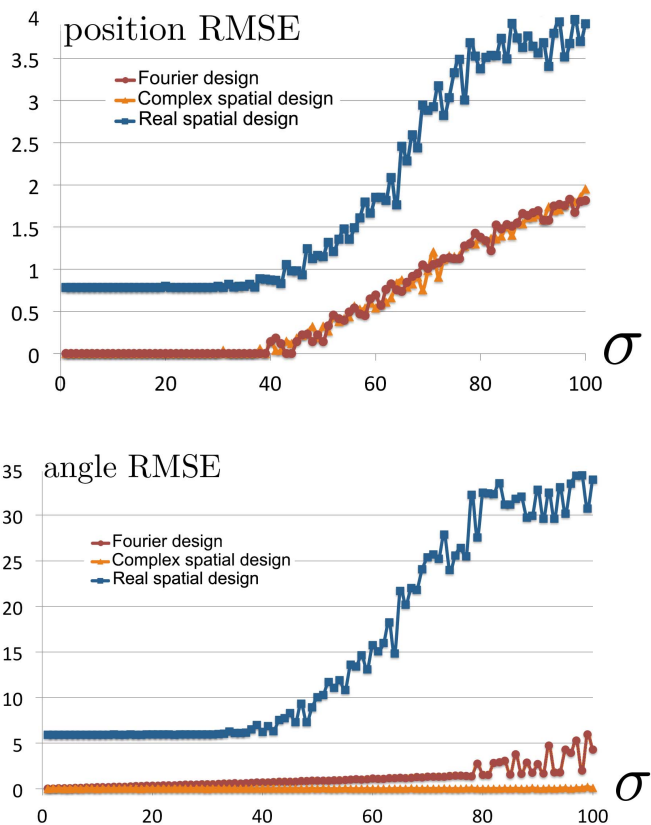 position RMSE
4
3.5
3
2.5
2
1.5
1
0.5
0
Fourier design
Complex spatial design
Real spatial design
0 20 40 60 80 100
σ
angle RMSE
35
30
25
20
15
10
5
0
Fourier design
Complex spatial design
Real spatial design
0 20 40 60 80 100
σ